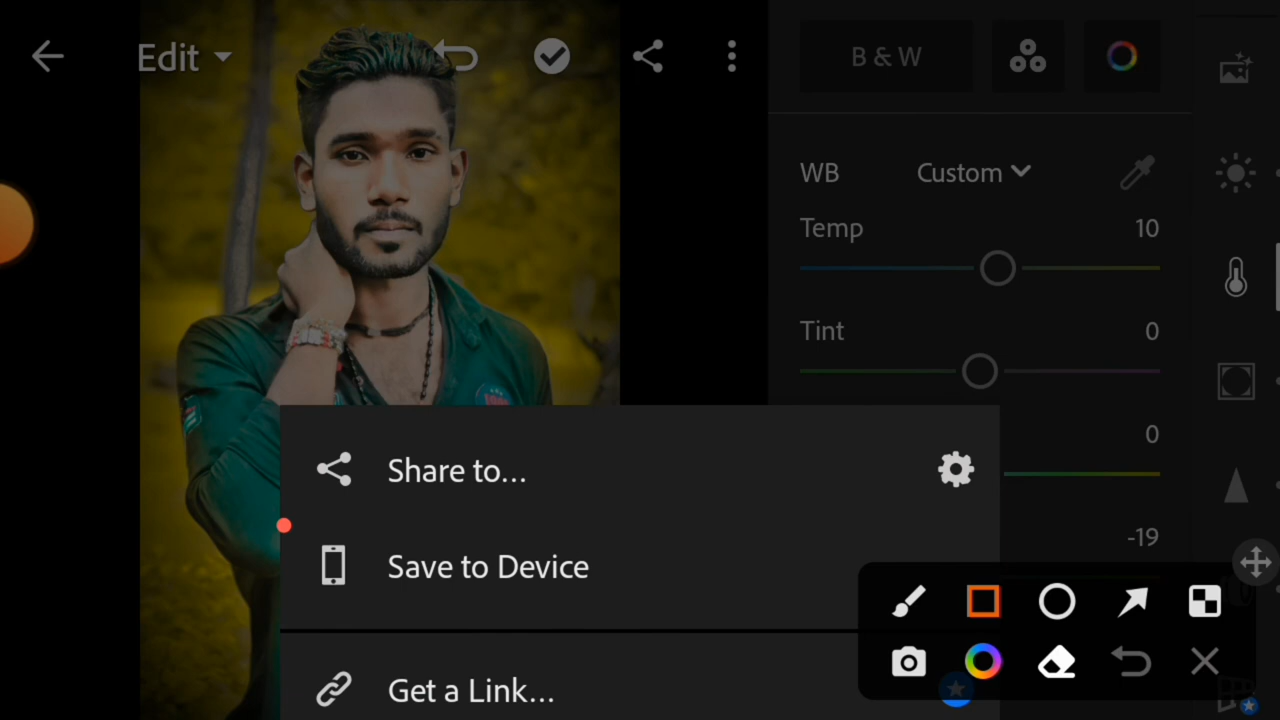 Edit
B & W
WB Custom
Temp 10
Tint 0
0
-19
Share to...
Save to Device
Get a Link...